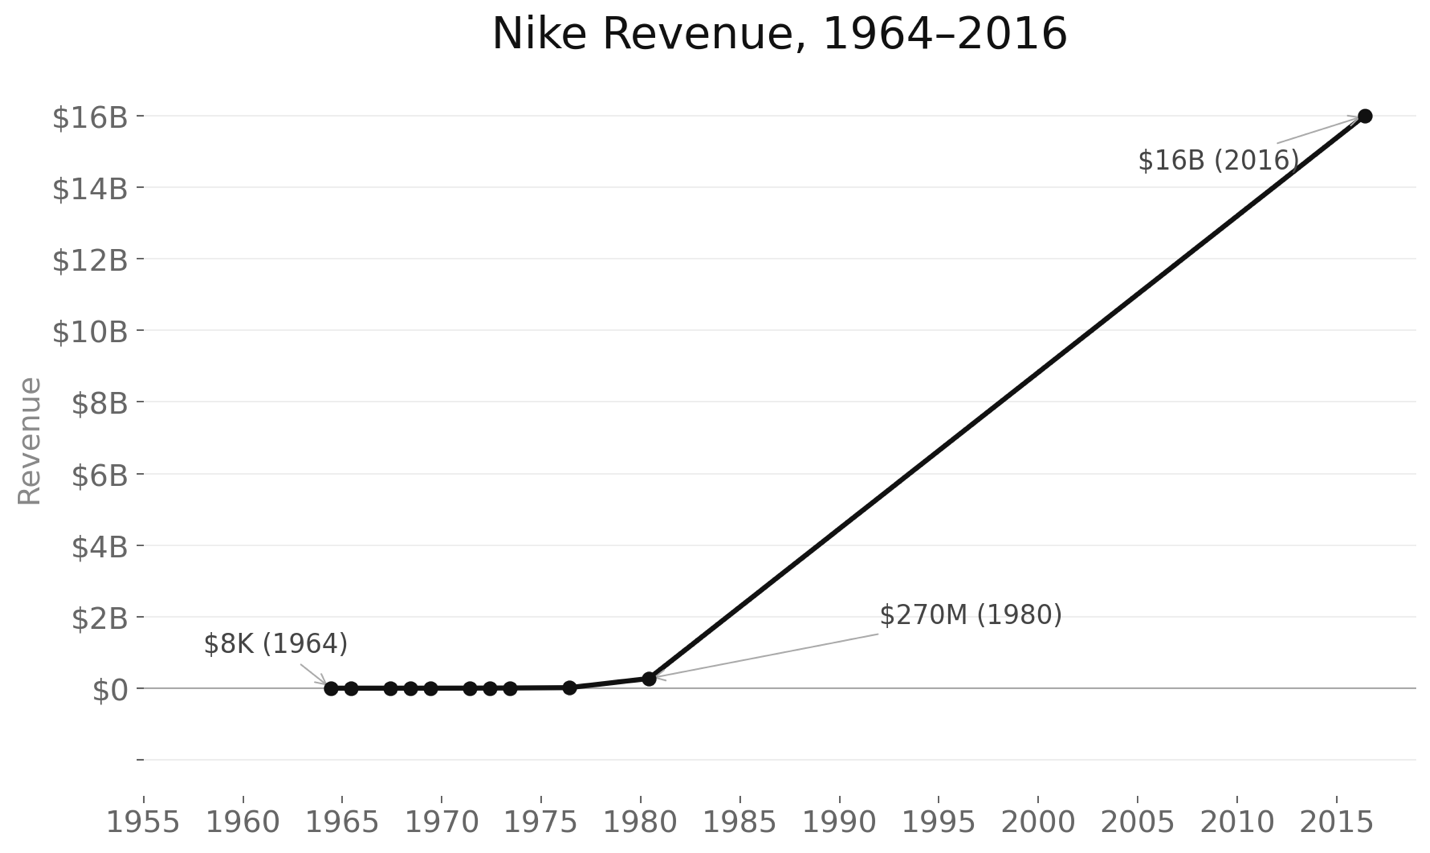 Nike Revenue, 1964–2016
Revenue
$16B
$14B
$12B
$10B
$8B
$6B
$4B
$2B
$0
$16B (2016)
$270M (1980)
$8K (1964)
1955 1960 1965 1970 1975 1980 1985 1990 1995 2000 2005 2010 2015